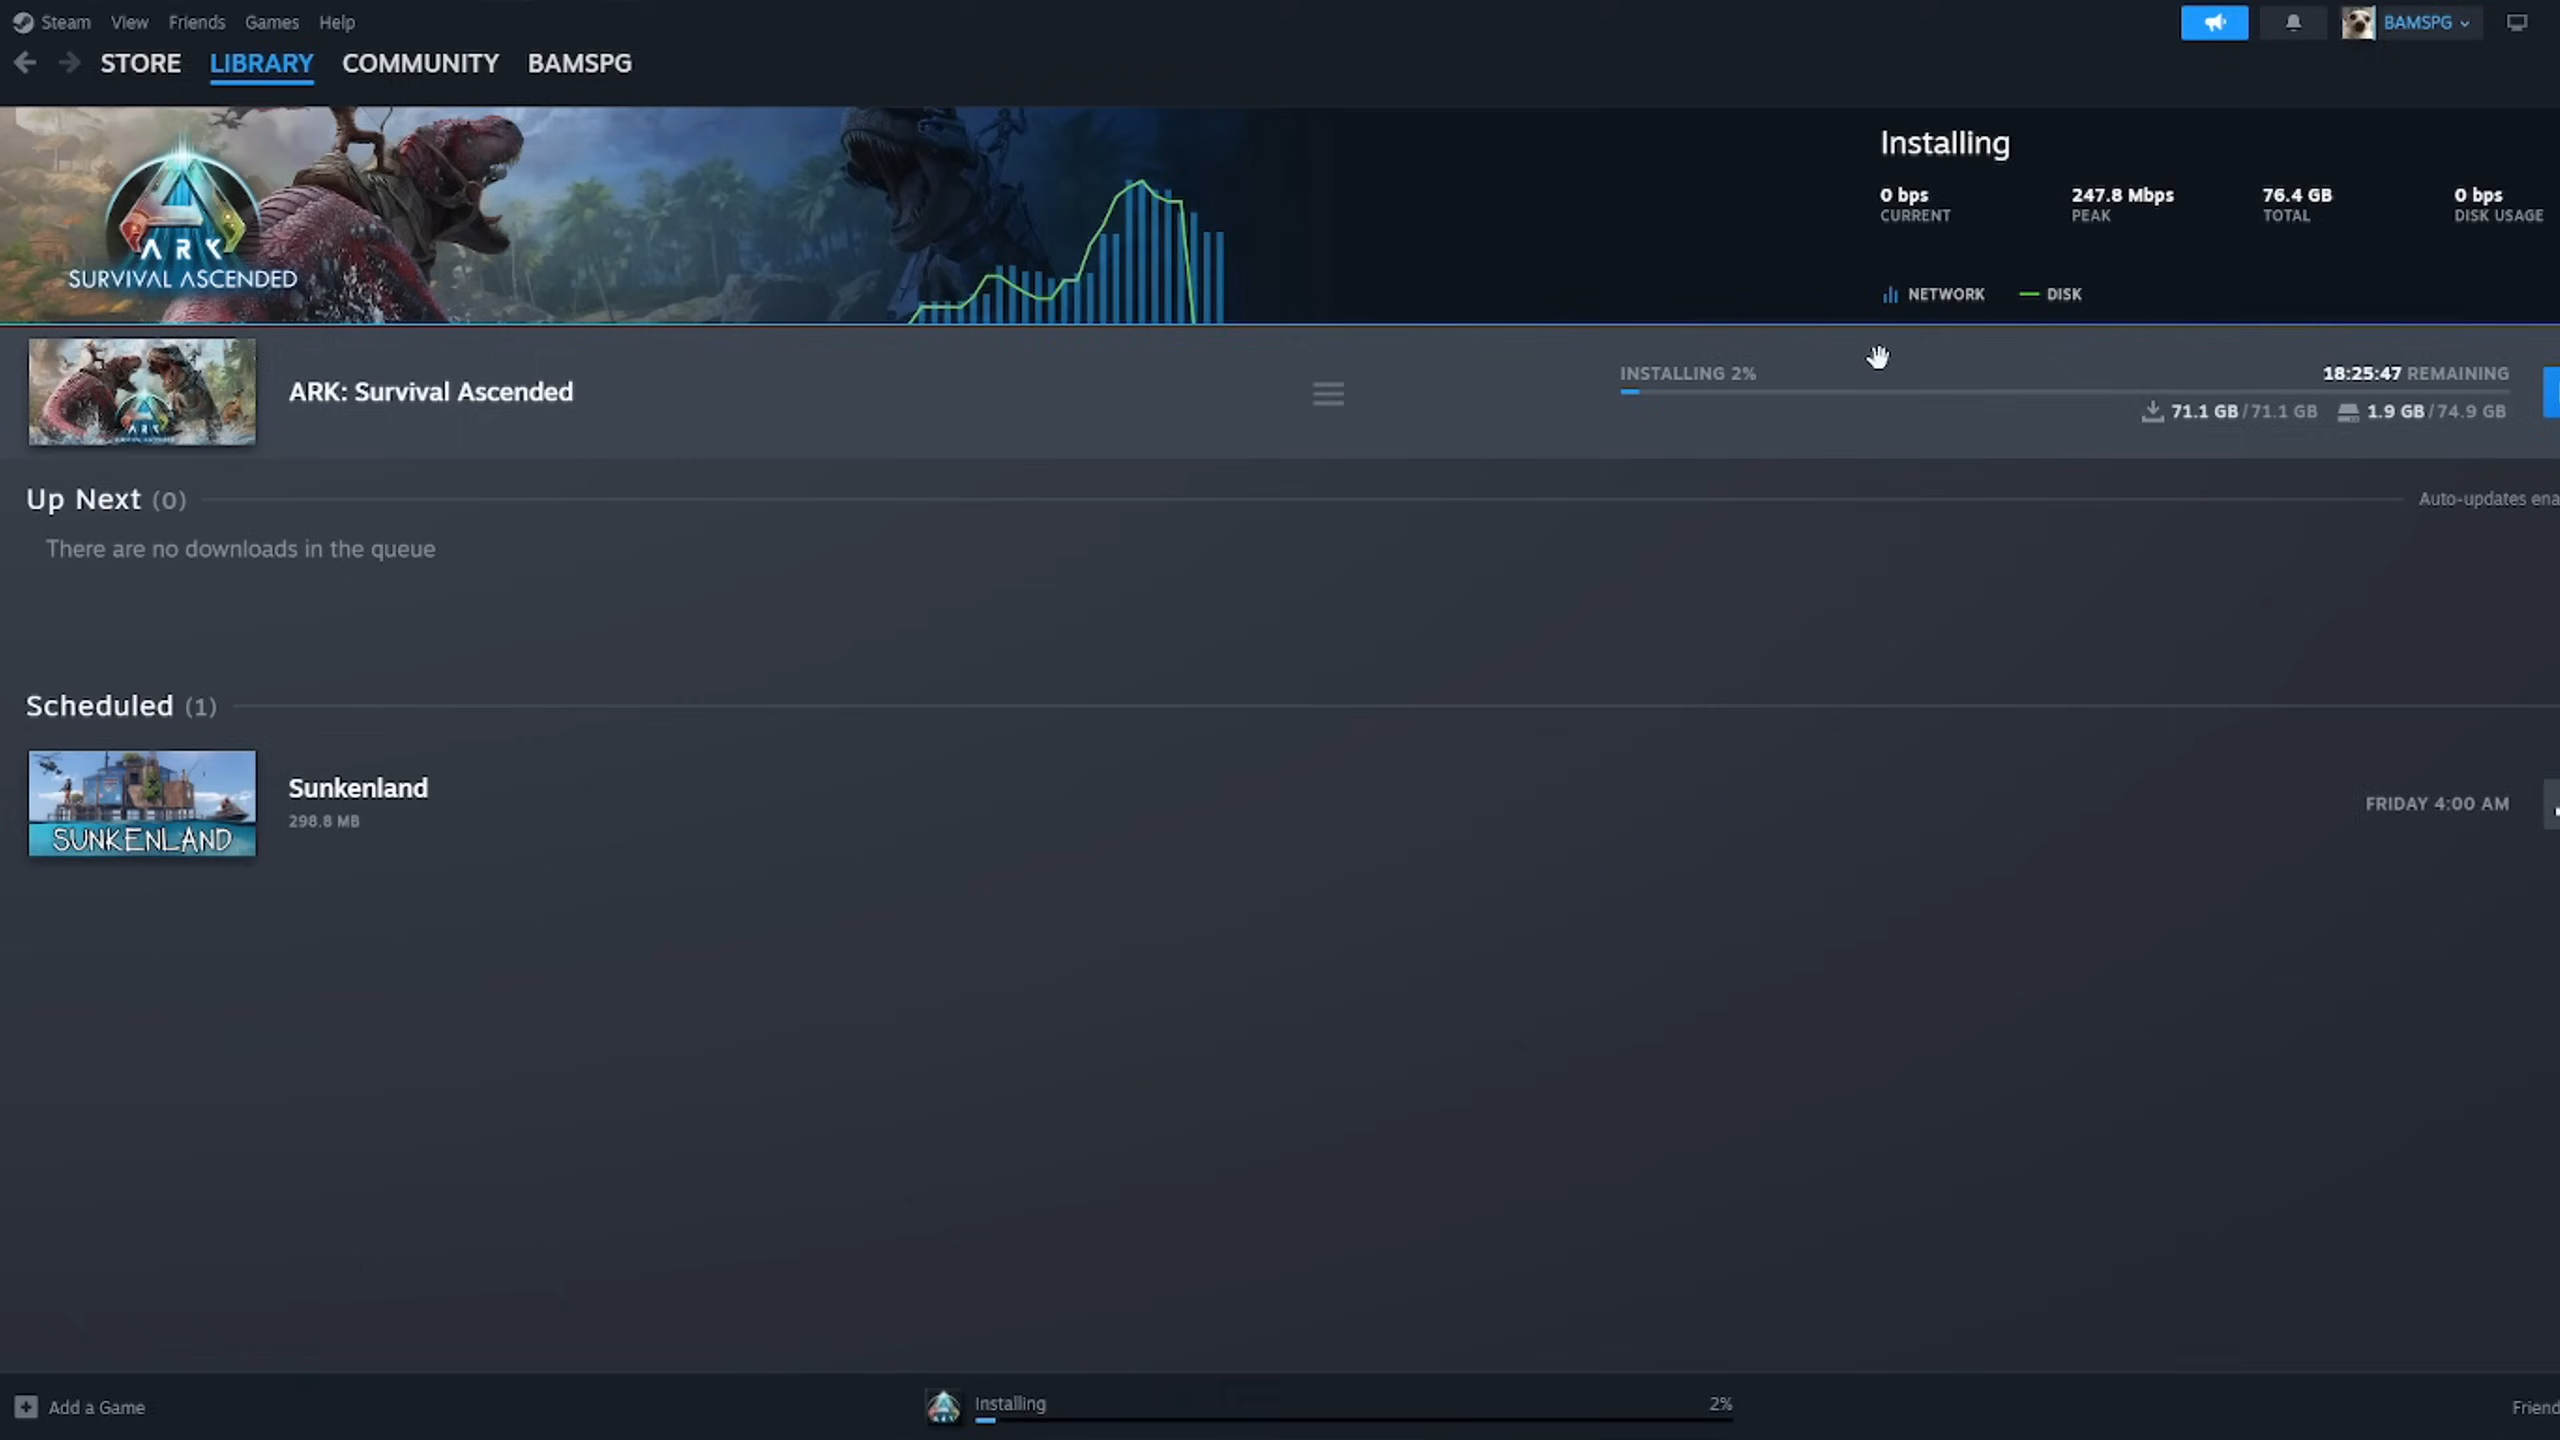 Steam View Friends Games Help
BAMSPG
STORE LIBRARY COMMUNITY BAMSPG
ARK
SURVIVAL ASCENDED
Installing
0 bps 247.8 Mbps 76.4 GB 0 bps
CURRENT PEAK TOTAL DISK USAGE
NETWORK DISK
ARK: Survival Ascended
INSTALLING 2% 18:25:47 REMAINING
71.1 GB / 71.1 GB 1.9 GB / 74.9 GB
Up Next (0) Auto-updates ena
There are no downloads in the queue
Scheduled (1)
SUNKENLAND
Sunkenland
298.8 MB
FRIDAY 4:00 AM
Add a Game
Installing 2%
Friend